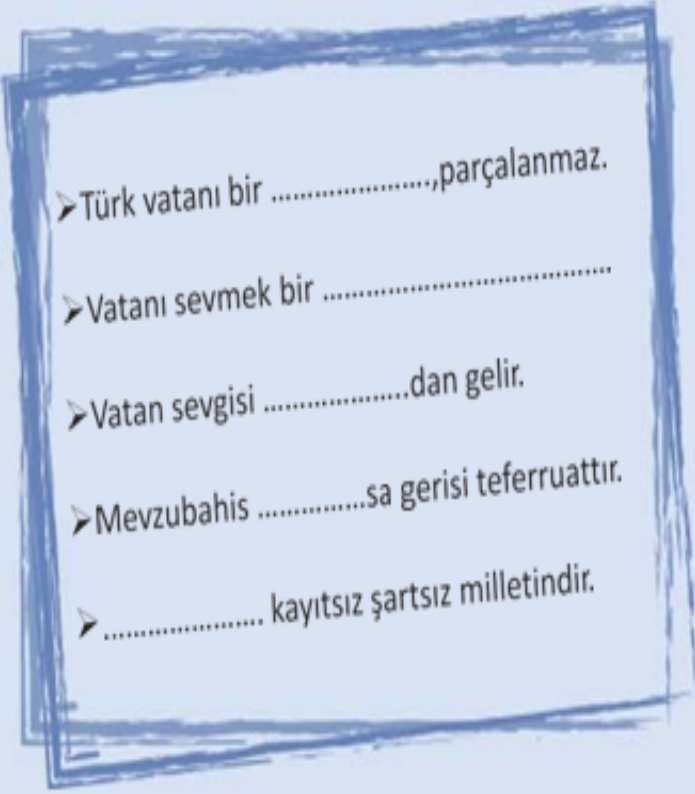 ➢Türk vatanı bir ......................,parçalanmaz.
➢Vatanı sevmek bir ........................................
➢Vatan sevgisi ....................dan gelir.
➢Mevzubahis ...............sa gerisi teferruattır.
➢...................... kayıtsız şartsız milletindir.